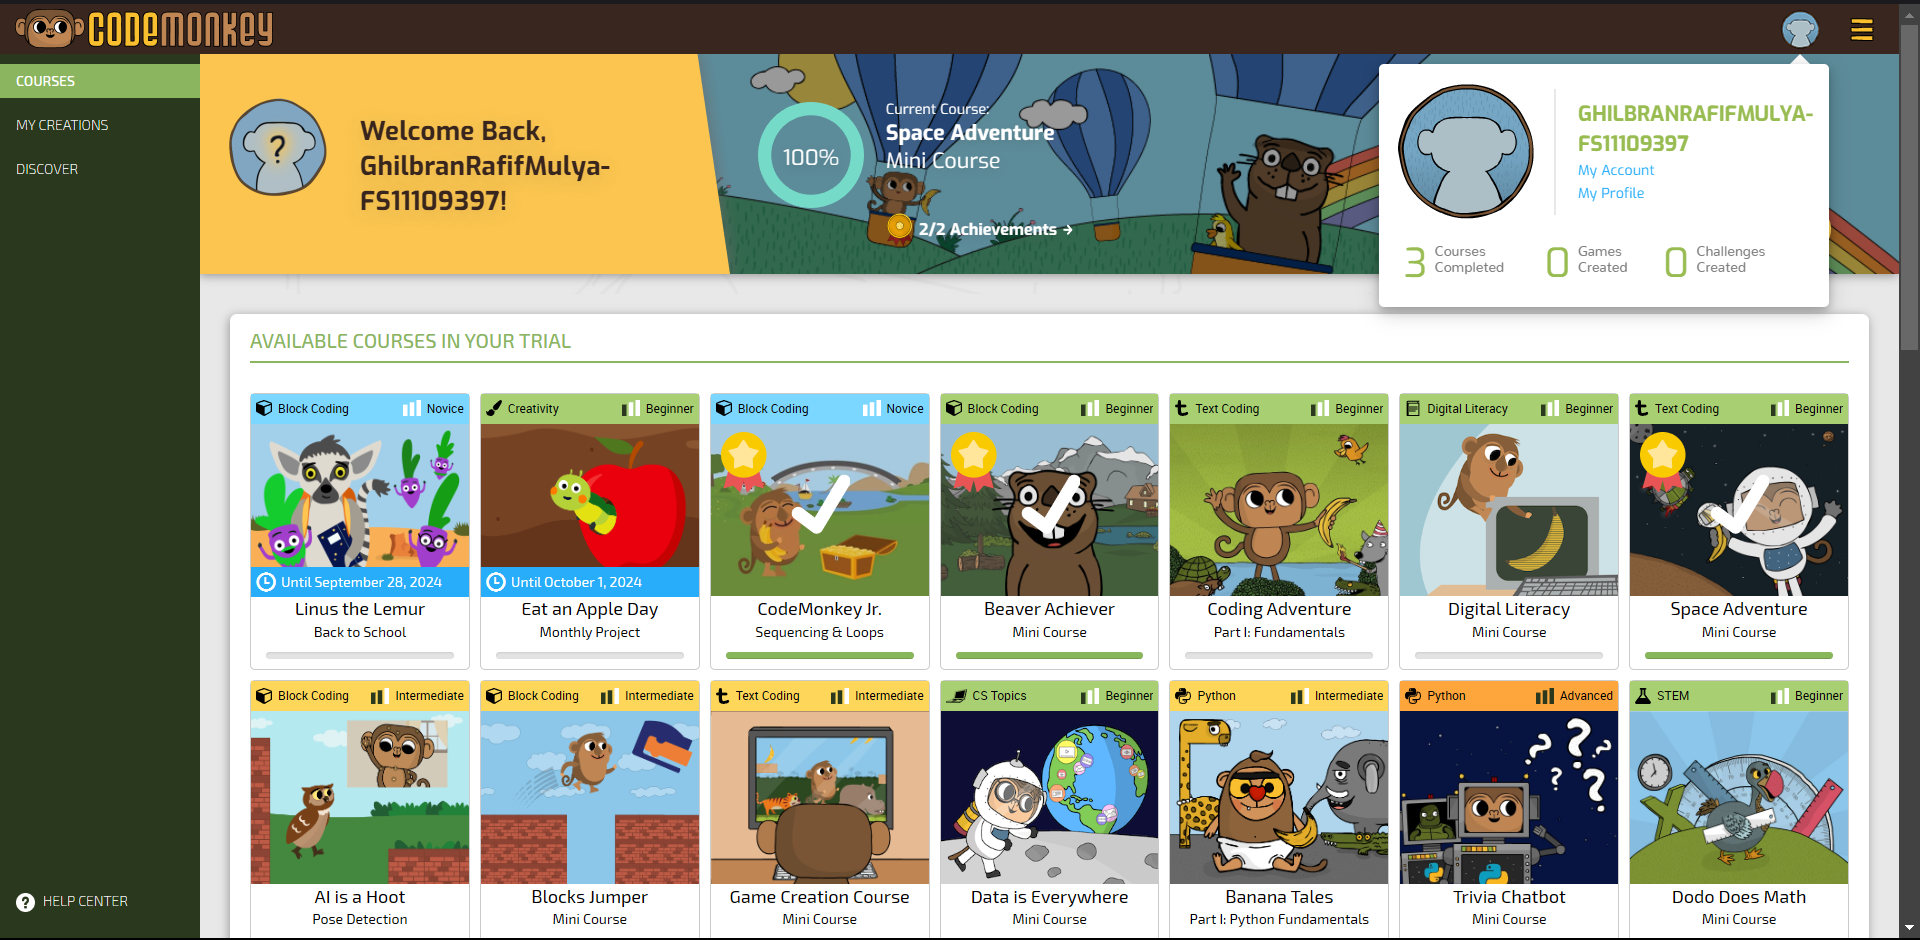 CODEMONKEY
COURSES
MY CREATIONS
DISCOVER
HELP CENTER
?
Welcome Back,
GhilbranRafifMulya-
FS11109397!
100%
Current Course:
Space Adventure
Mini Course
2/2 Achievements →
GHILBRANRAFIFMULYA-
FS11109397
My Account
My Profile
3 Courses
Completed
0 Games
Created
0 Challenges
Created
AVAILABLE COURSES IN YOUR TRIAL
Block Coding Novice
Until September 28, 2024
Linus the Lemur
Back to School
Creativity Beginner
Until October 1, 2024
Eat an Apple Day
Monthly Project
Block Coding Novice
CodeMonkey Jr.
Sequencing & Loops
Block Coding Beginner
Beaver Achiever
Mini Course
Text Coding Beginner
Coding Adventure
Part I: Fundamentals
Digital Literacy Beginner
Digital Literacy
Mini Course
Text Coding Beginner
Space Adventure
Mini Course
Block Coding Intermediate
AI is a Hoot
Pose Detection
Block Coding Intermediate
Blocks Jumper
Mini Course
Text Coding Intermediate
Game Creation Course
Mini Course
CS Topics Beginner
Data is Everywhere
Mini Course
Python Intermediate
Banana Tales
Part I: Python Fundamentals
Python Advanced
? ? ? ? ?
Trivia Chatbot
Mini Course
STEM Beginner
Dodo Does Math
Mini Course